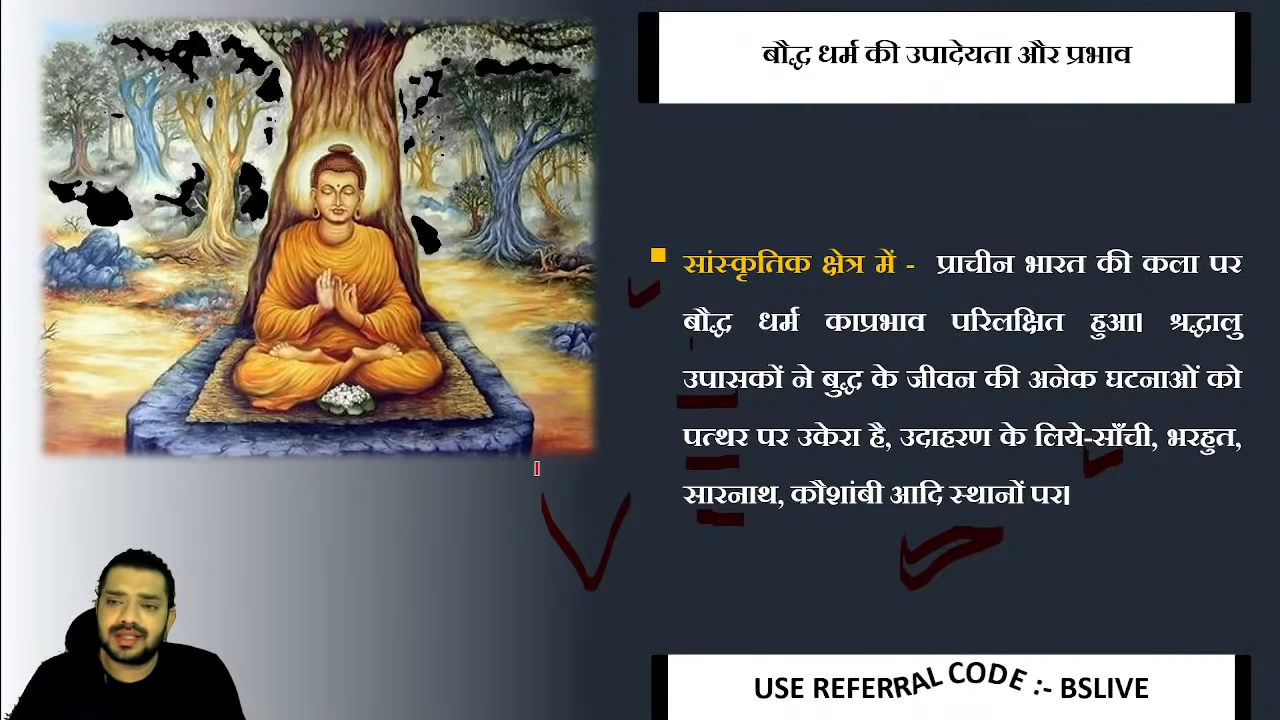 बौद्ध धर्म की उपादेयता और प्रभाव
सांस्कृतिक क्षेत्र में - प्राचीन भारत की कला पर
बौद्ध धर्म काप्रभाव परिलक्षित हुआ। श्रद्धालु
उपासकों ने बुद्ध के जीवन की अनेक घटनाओं को
पत्थर पर उकेरा है, उदाहरण के लिये-साँची, भरहुत,
सारनाथ, कौशांबी आदि स्थानों पर।
USE REFERRAL CODE :- BSLIVE